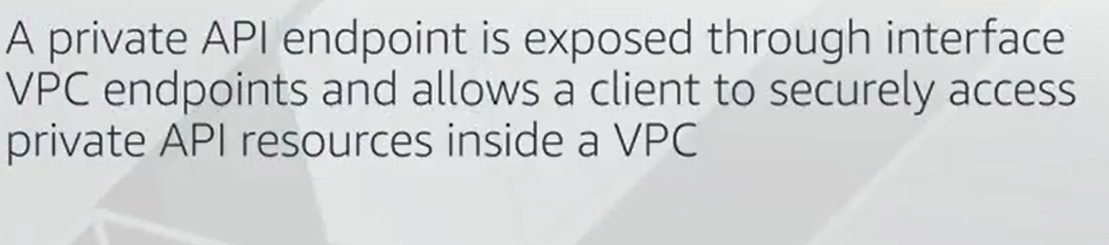 A private API endpoint is exposed through interface
VPC endpoints and allows a client to securely access
private API resources inside a VPC